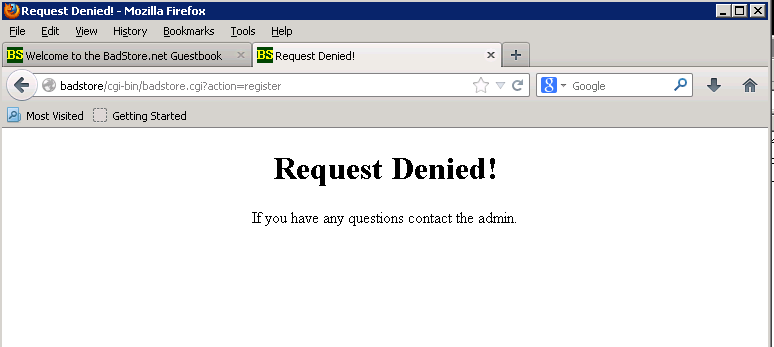 Request Denied! - Mozilla Firefox
File Edit View History Bookmarks Tools Help
BS Welcome to the BadStore.net Guestbook BS Request Denied!
badstore/cgi-bin/badstore.cgi?action=register Google
Most Visited Getting Started
Request Denied!
If you have any questions contact the admin.